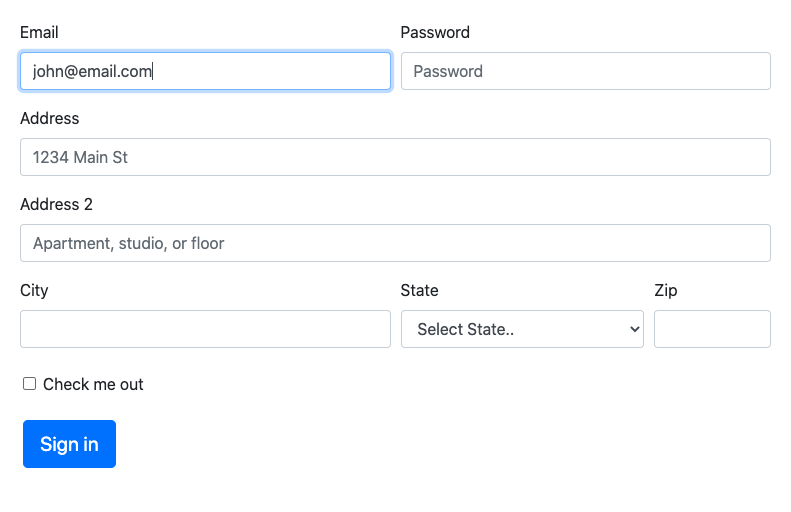 Email Password
john@email.com Password
Address
1234 Main St
Address 2
Apartment, studio, or floor
City State Zip
Select State..
Check me out
Sign in